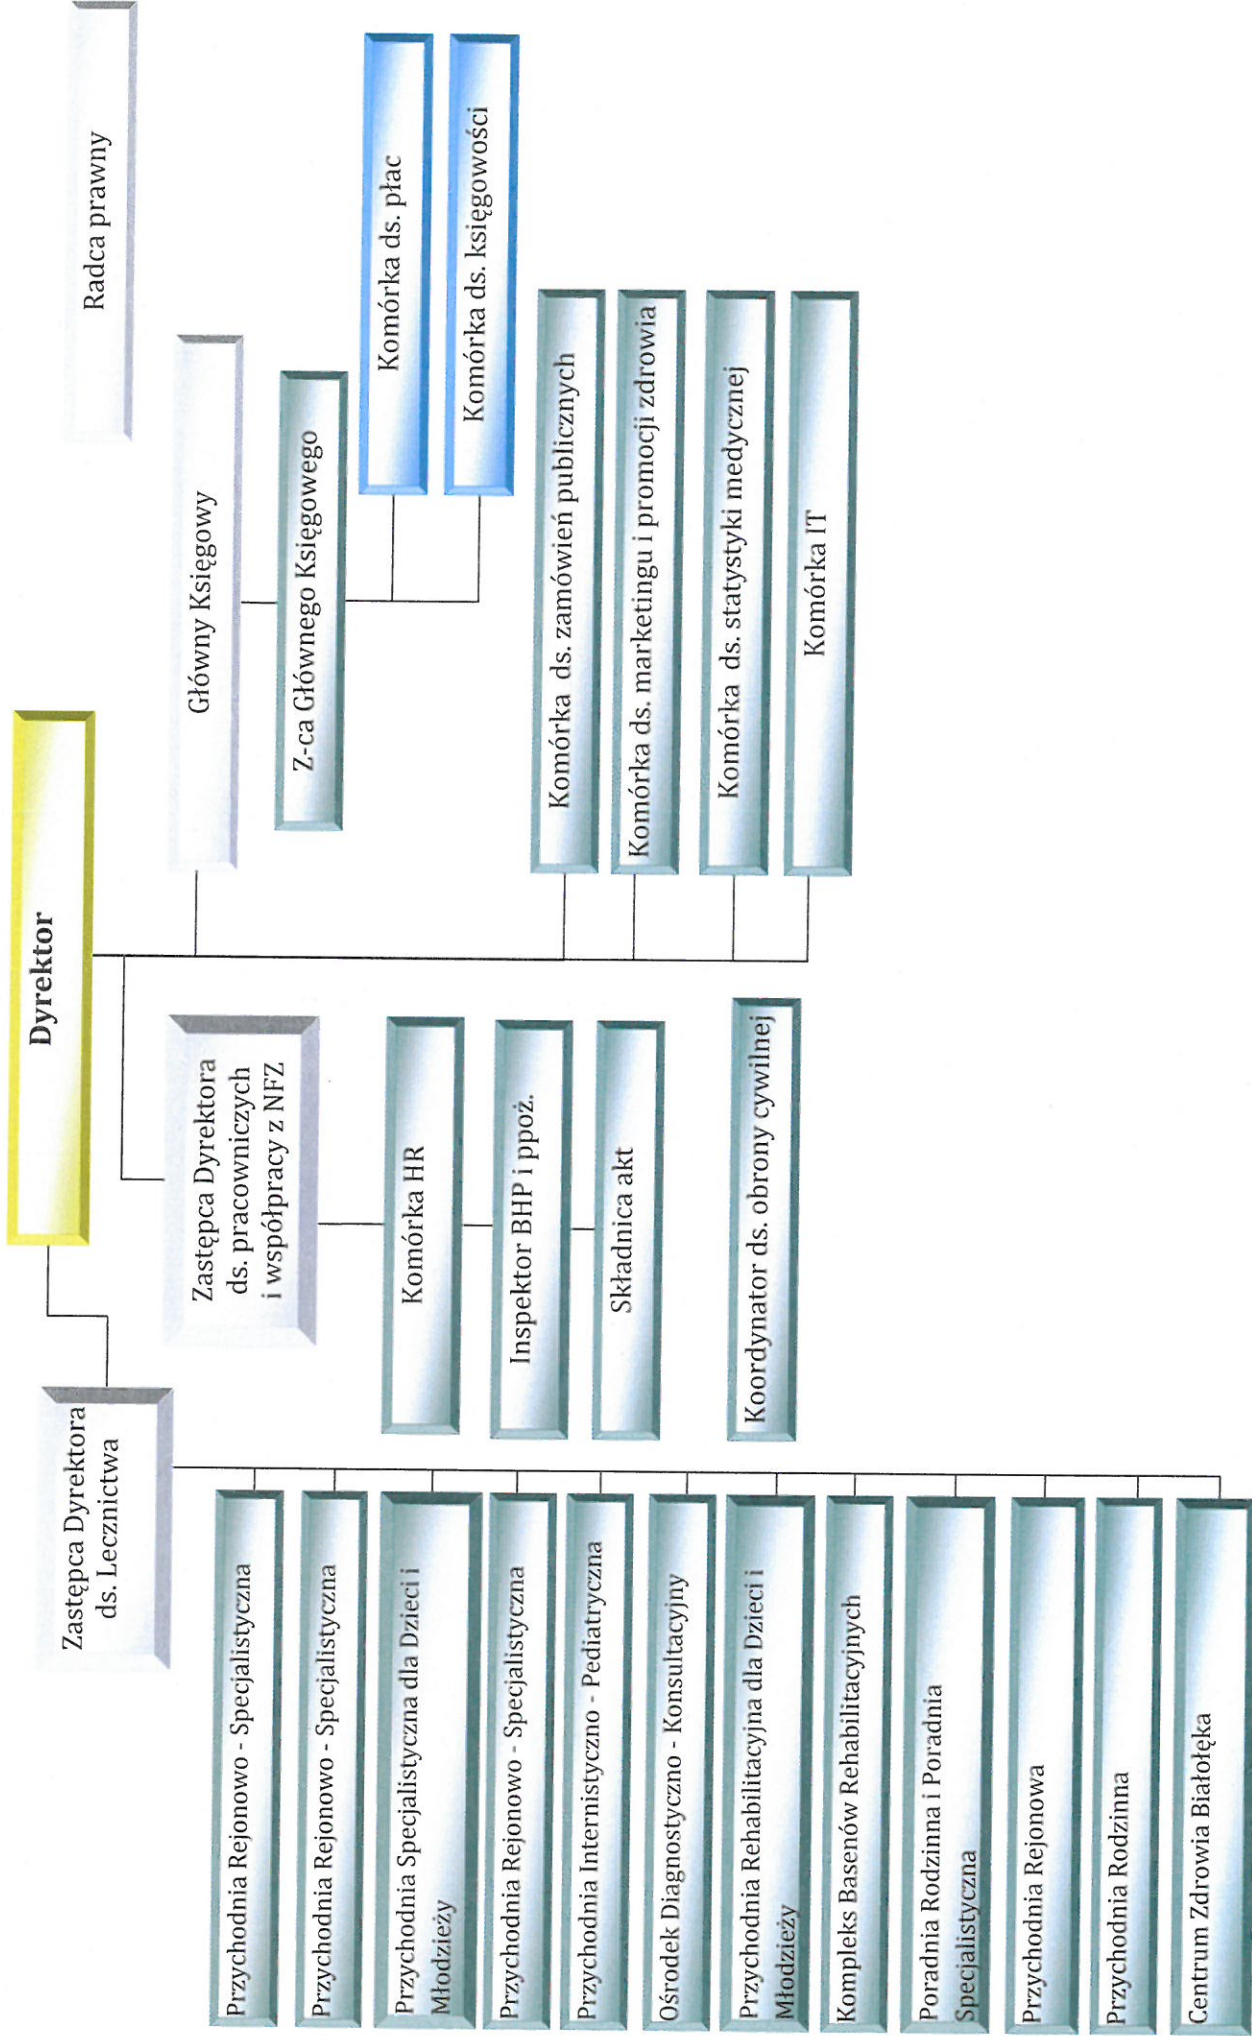 Dyrektor
Radca prawny
Zastępca Dyrektora
ds. Lecznictwa
Przychodnia Rejonowo - Specjalistyczna
Przychodnia Rejonowo - Specjalistyczna
Przychodnia Specjalistyczna dla Dzieci i
Młodzieży
Przychodnia Rejonowo - Specjalistyczna
Przychodnia Internistyczno - Pediatryczna
Ośrodek Diagnostyczno - Konsultacyjny
Przychodnia Rehabilitacyjna dla Dzieci i
Młodzieży
Kompleks Basenów Rehabilitacyjnych
Poradnia Rodzinna i Poradnia
Specjalistyczna
Przychodnia Rejonowa
Przychodnia Rodzinna
Centrum Zdrowia Białołęka
Zastępca Dyrektora
ds. pracowniczych
i współpracy z NFZ
Komórka HR
Inspektor BHP i ppoż.
Składnica akt
Koordynator ds. obrony cywilnej
Główny Księgowy
Z-ca Głównego Księgowego
Komórka ds. płac
Komórka ds. księgowości
Komórka ds. zamówień publicznych
Komórka ds. marketingu i promocji zdrowia
Komórka ds. statystyki medycznej
Komórka IT